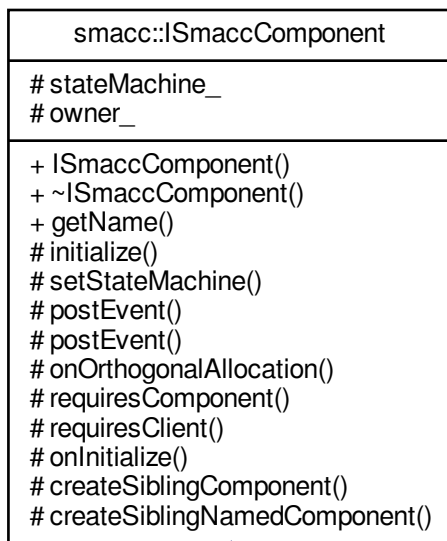 smacc::ISmaccComponent
# stateMachine_
# owner_
+ ISmaccComponent()
+ ~ISmaccComponent()
+ getName()
# initialize()
# setStateMachine()
# postEvent()
# postEvent()
# onOrthogonalAllocation()
# requiresComponent()
# requiresClient()
# onInitialize()
# createSiblingComponent()
# createSiblingNamedComponent()